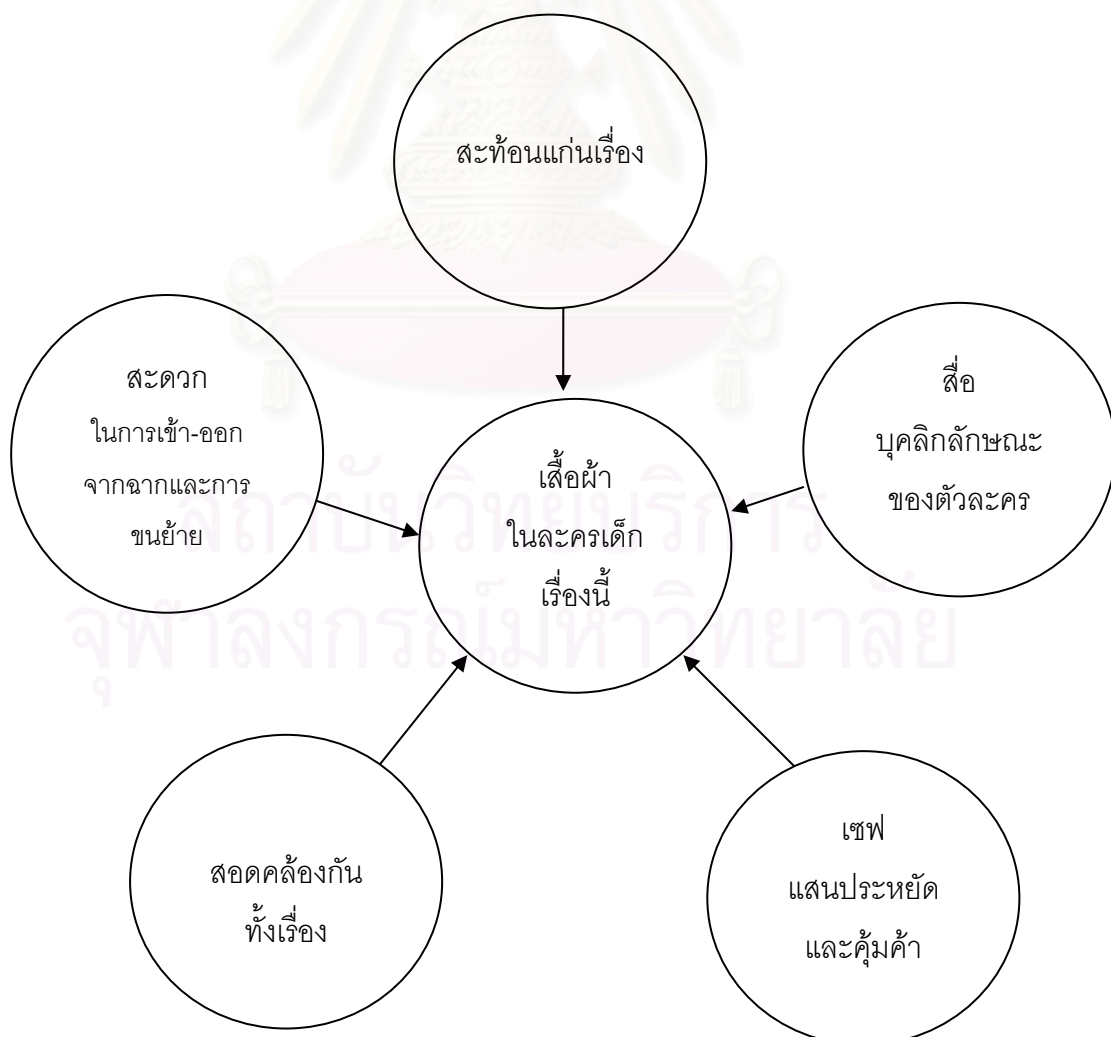 สะท้อนแก่นเรื่อง
สะดวก
ในการเข้า-ออก
จากฉากและการ
ขนย้าย
สื่อ
บุคลิกลักษณะ
ของตัวละคร
เสื้อผ้า
ในละครเด็ก
เรื่องนี้
สอดคล้องกัน
ทั้งเรื่อง
เซฟ
แสนประหยัด
และคุ้มค้า
สถาบันวิทยบริการ
จุฬาลงกรณ์มหาวิทยาลัย